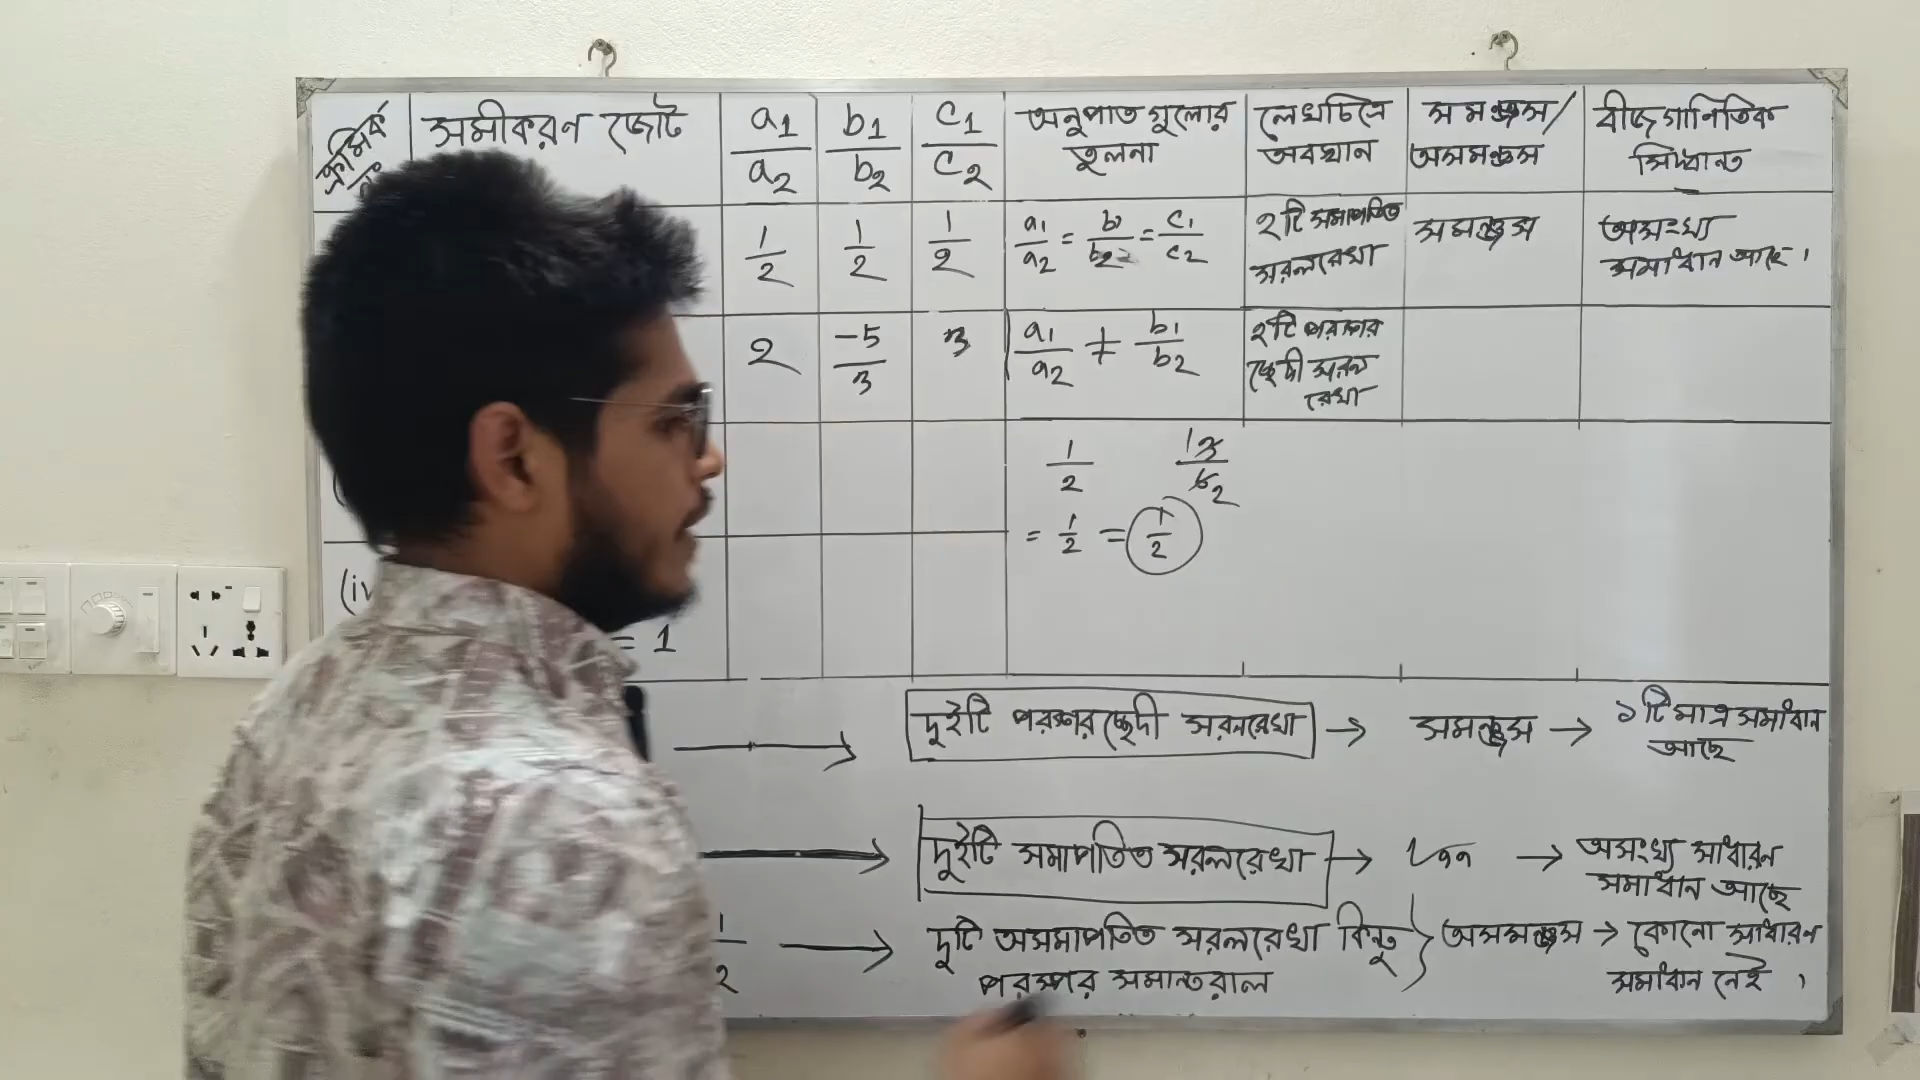 ক্রমিক নং
সমীকরণ জোট
a₁/a₂
b₁/b₂
c₁/c₂
অনুপাত গুলোর
তুলনা
লেখচিত্রে
অবস্থান
সমঞ্জস/
অসমঞ্জস
বীজগাণিতিক
সিদ্ধান্ত
1/2
1/2
1/2
a₁/a₂ = b₁/b₂ = c₁/c₂
২টি সমাপতিত
সরলরেখা
সমঞ্জস
অসংখ্য
সমাধান আছে।
2
-5/3
3
a₁/a₂ ≠ b₁/b₂
২টি পরস্পর
ছেদী সরল
রেখা
1/2
= 1/2 = 1/2
(iv
= 1
→ দুইটি পরস্পরছেদী সরলরেখা → সমঞ্জস → ১টি মাত্র সমাধান
আছে
→ দুইটি সমাপতিত সরলরেখা → → অসংখ্য সাধারন
সমাধান আছে
1/2 → দুটি অসমাপতিত সরলরেখা কিন্তু } অসমঞ্জস → কোনো সাধারন
পরস্পর সমান্তরাল
সমাধান নেই।